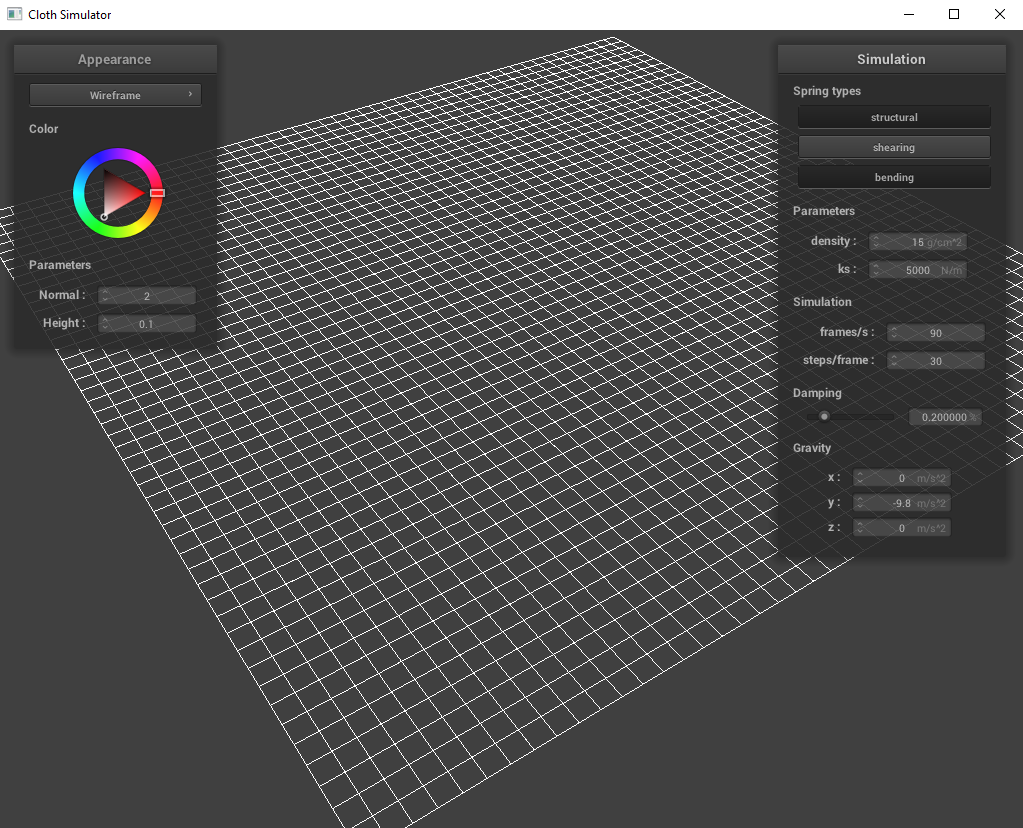 Cloth Simulator
Appearance
Wireframe
Color
Parameters
Normal : 2
Height : 0.1
Simulation
Spring types
structural
shearing
bending
Parameters
density : 15 g/cm^2
ks : 5000 N/m
Simulation
frames/s : 90
steps/frame : 30
Damping
0.200000 %
Gravity
x : 0 m/s^2
y : -9.8 m/s^2
z : 0 m/s^2